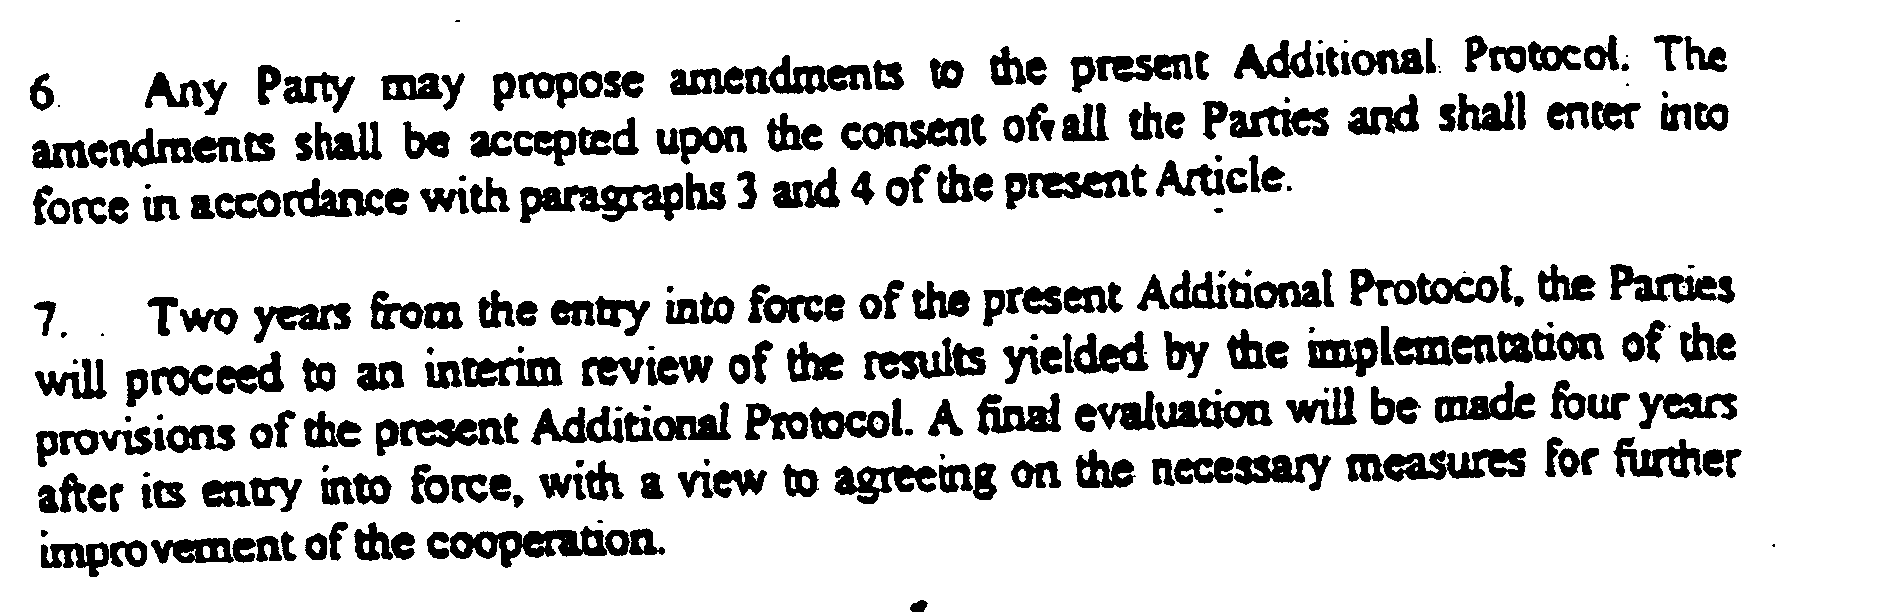 6. Any Party may propose amendments to the present Additional Protocol. The
amendments shall be accepted upon the consent of all the Parties and shall enter into
force in accordance with paragraphs 3 and 4 of the present Article.
7. Two years from the entry into force of the present Additional Protocol, the Parties
will proceed to an interim review of the results yielded by the implementation of the
provisions of the present Additional Protocol. A final evaluation will be made four years
after its entry into force, with a view to agreeing on the necessary measures for further
improvement of the cooperation.